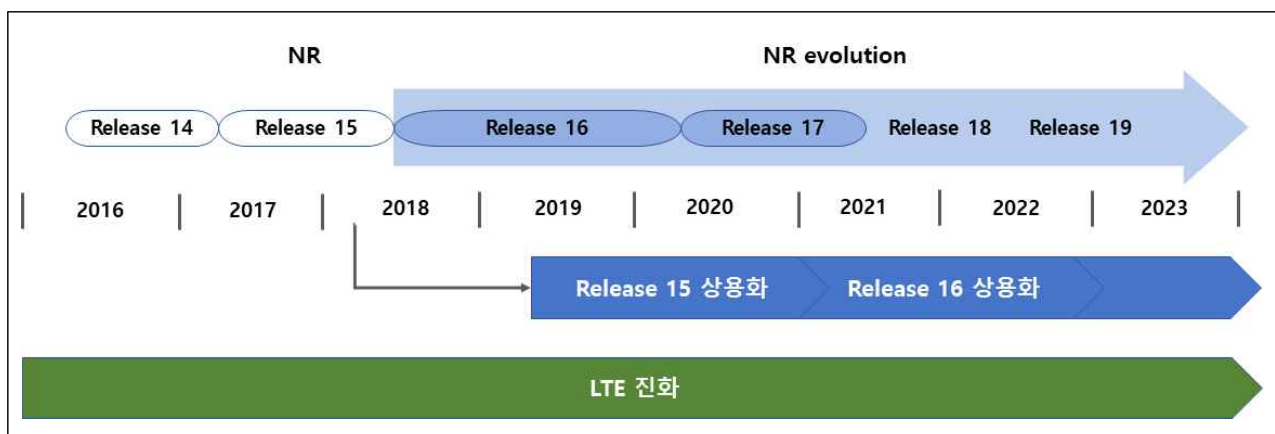 NR NR evolution
Release 14 Release 15 Release 16 Release 17 Release 18 Release 19
2016 2017 2018 2019 2020 2021 2022 2023
Release 15 상용화 Release 16 상용화
LTE 진화